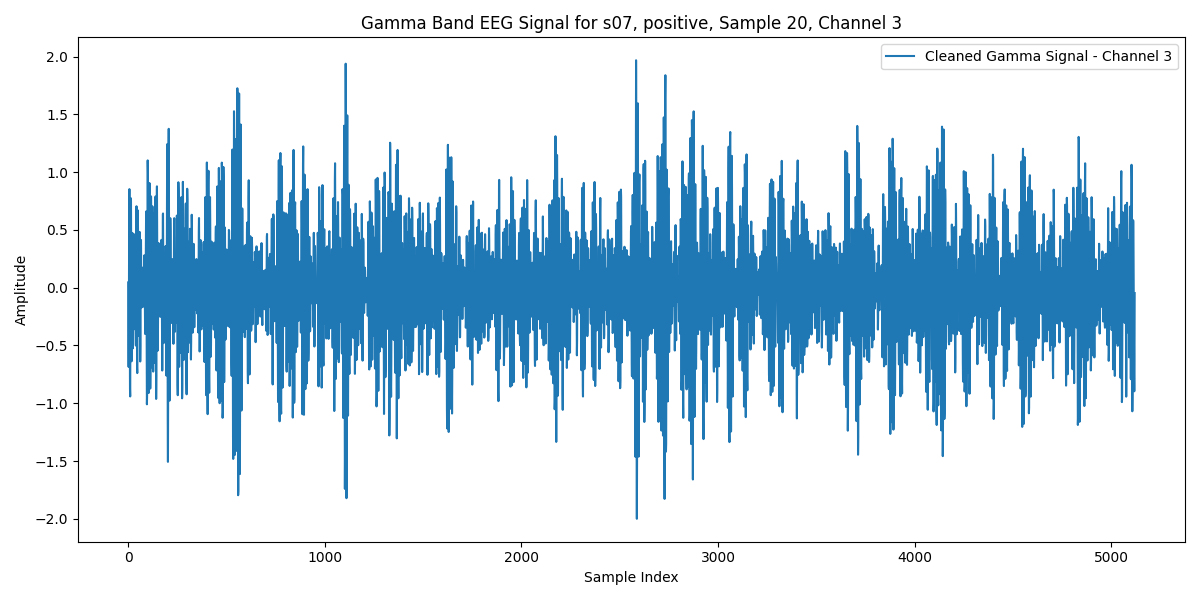 Gamma Band EEG Signal for s07, positive, Sample 20, Channel 3
Cleaned Gamma Signal - Channel 3
2.0
1.5
1.0
0.5
0.0
−0.5
−1.0
−1.5
−2.0
Amplitude
0 1000 2000 3000 4000 5000
Sample Index